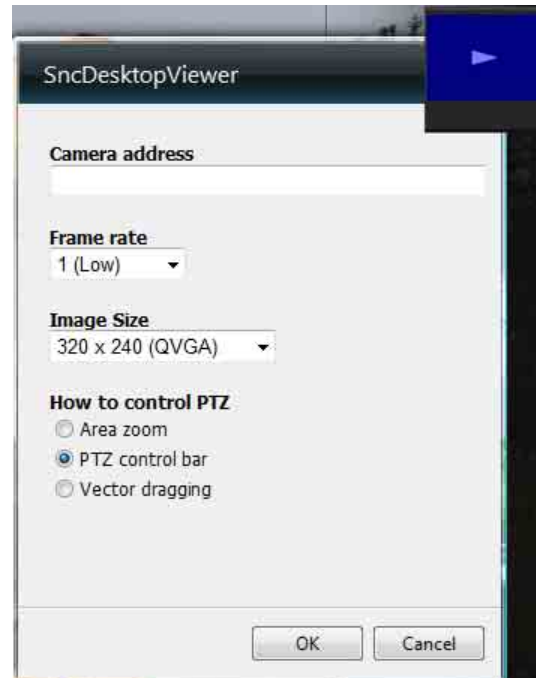 SncDesktopViewer
Camera address
Frame rate
1 (Low)
Image Size
320 x 240 (QVGA)
How to control PTZ
Area zoom
PTZ control bar
Vector dragging
OK Cancel